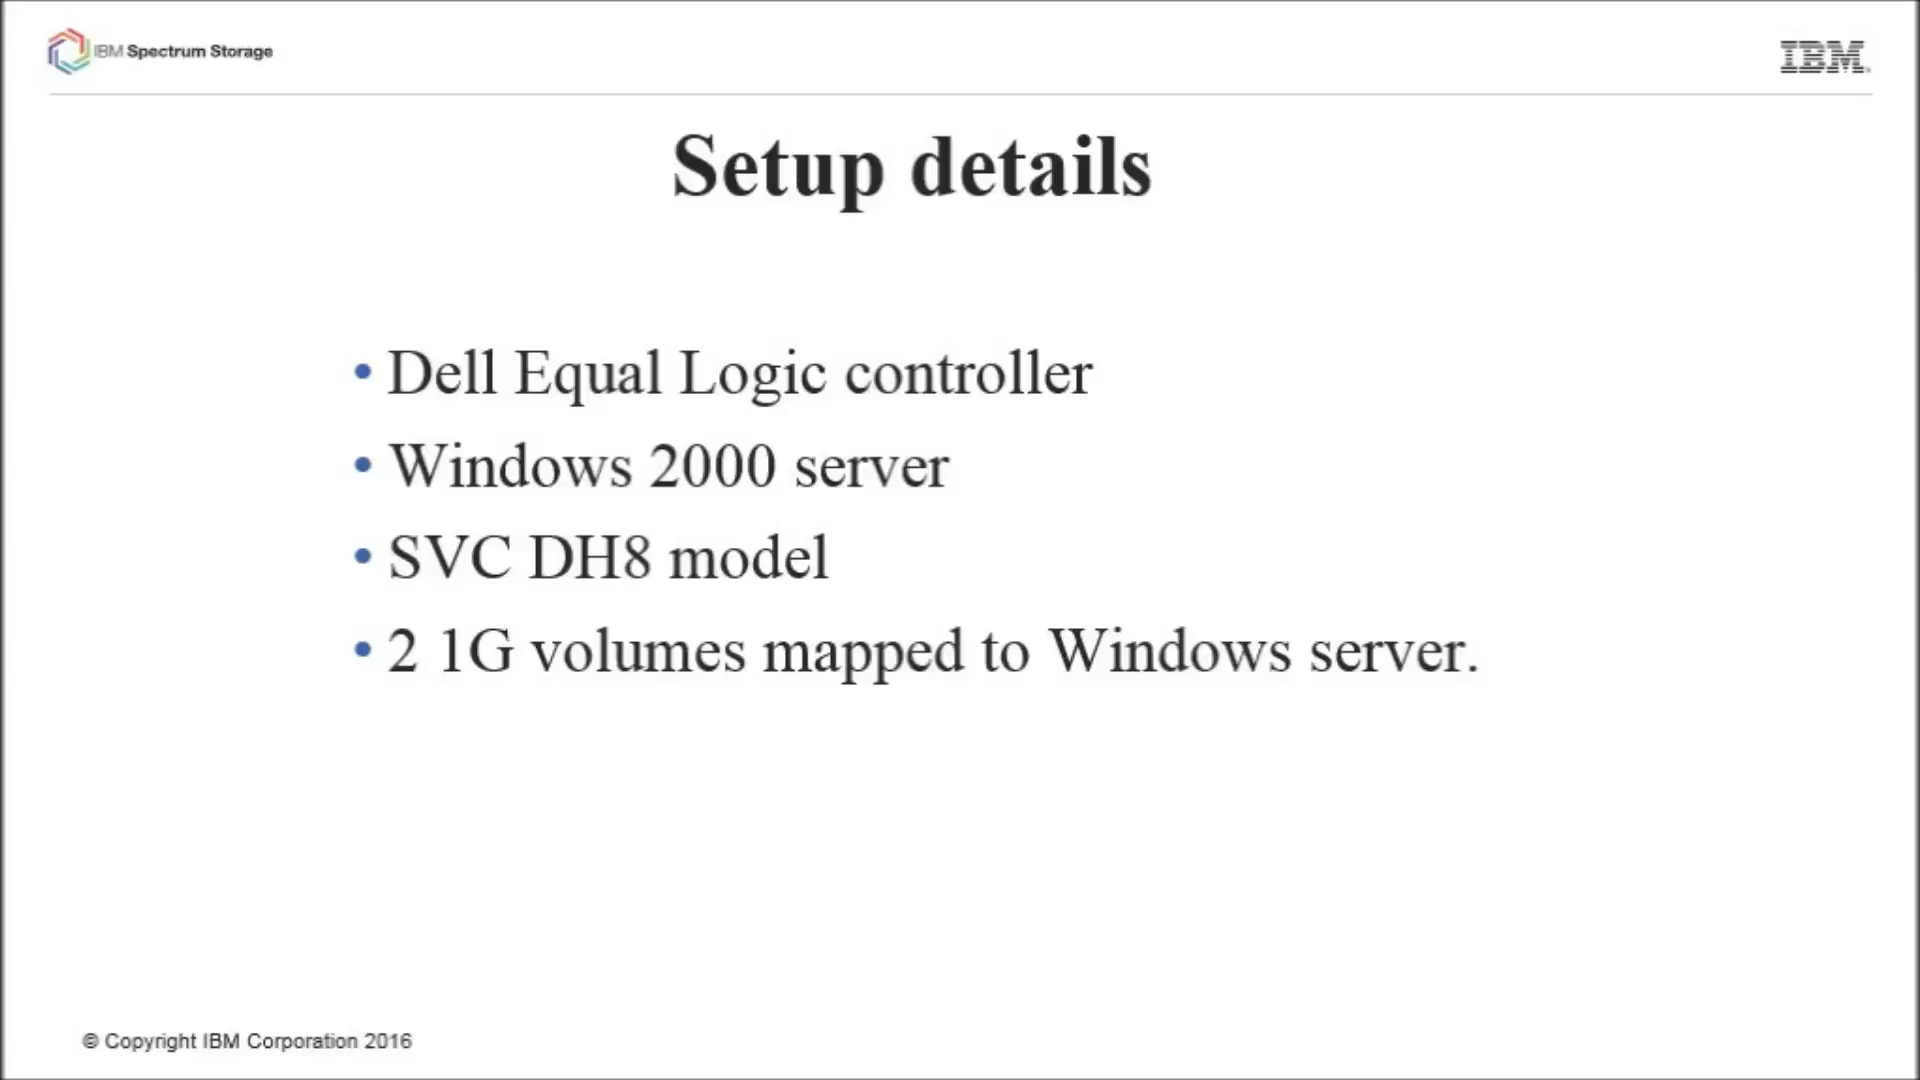 IBM Spectrum Storage
IBM
Setup details
• Dell Equal Logic controller
• Windows 2000 server
• SVC DH8 model
• 2 1G volumes mapped to Windows server.
© Copyright IBM Corporation 2016